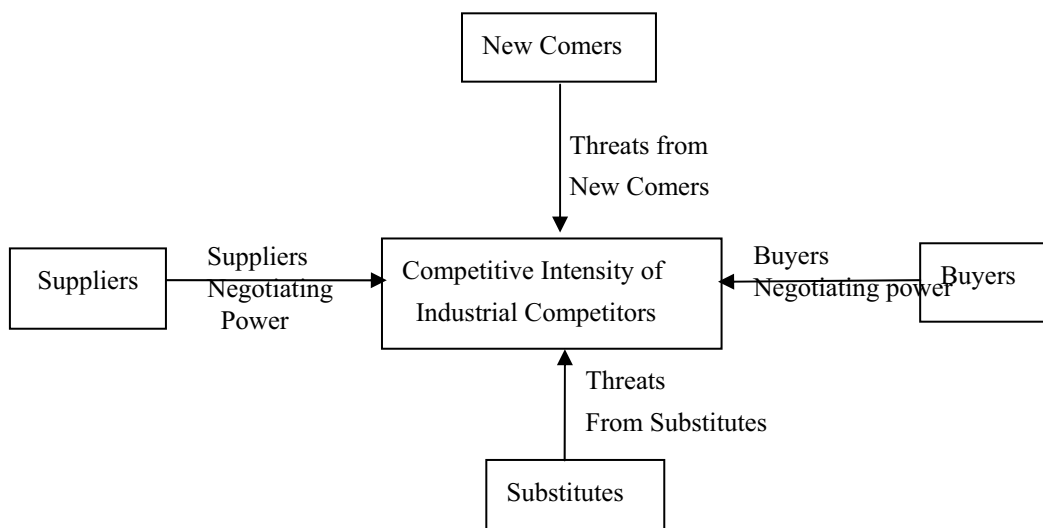 New Comers
Threats from
New Comers
Suppliers
Suppliers
Negotiating
Power
Competitive Intensity of
Industrial Competitors
Buyers
Negotiating power
Buyers
Threats
From Substitutes
Substitutes